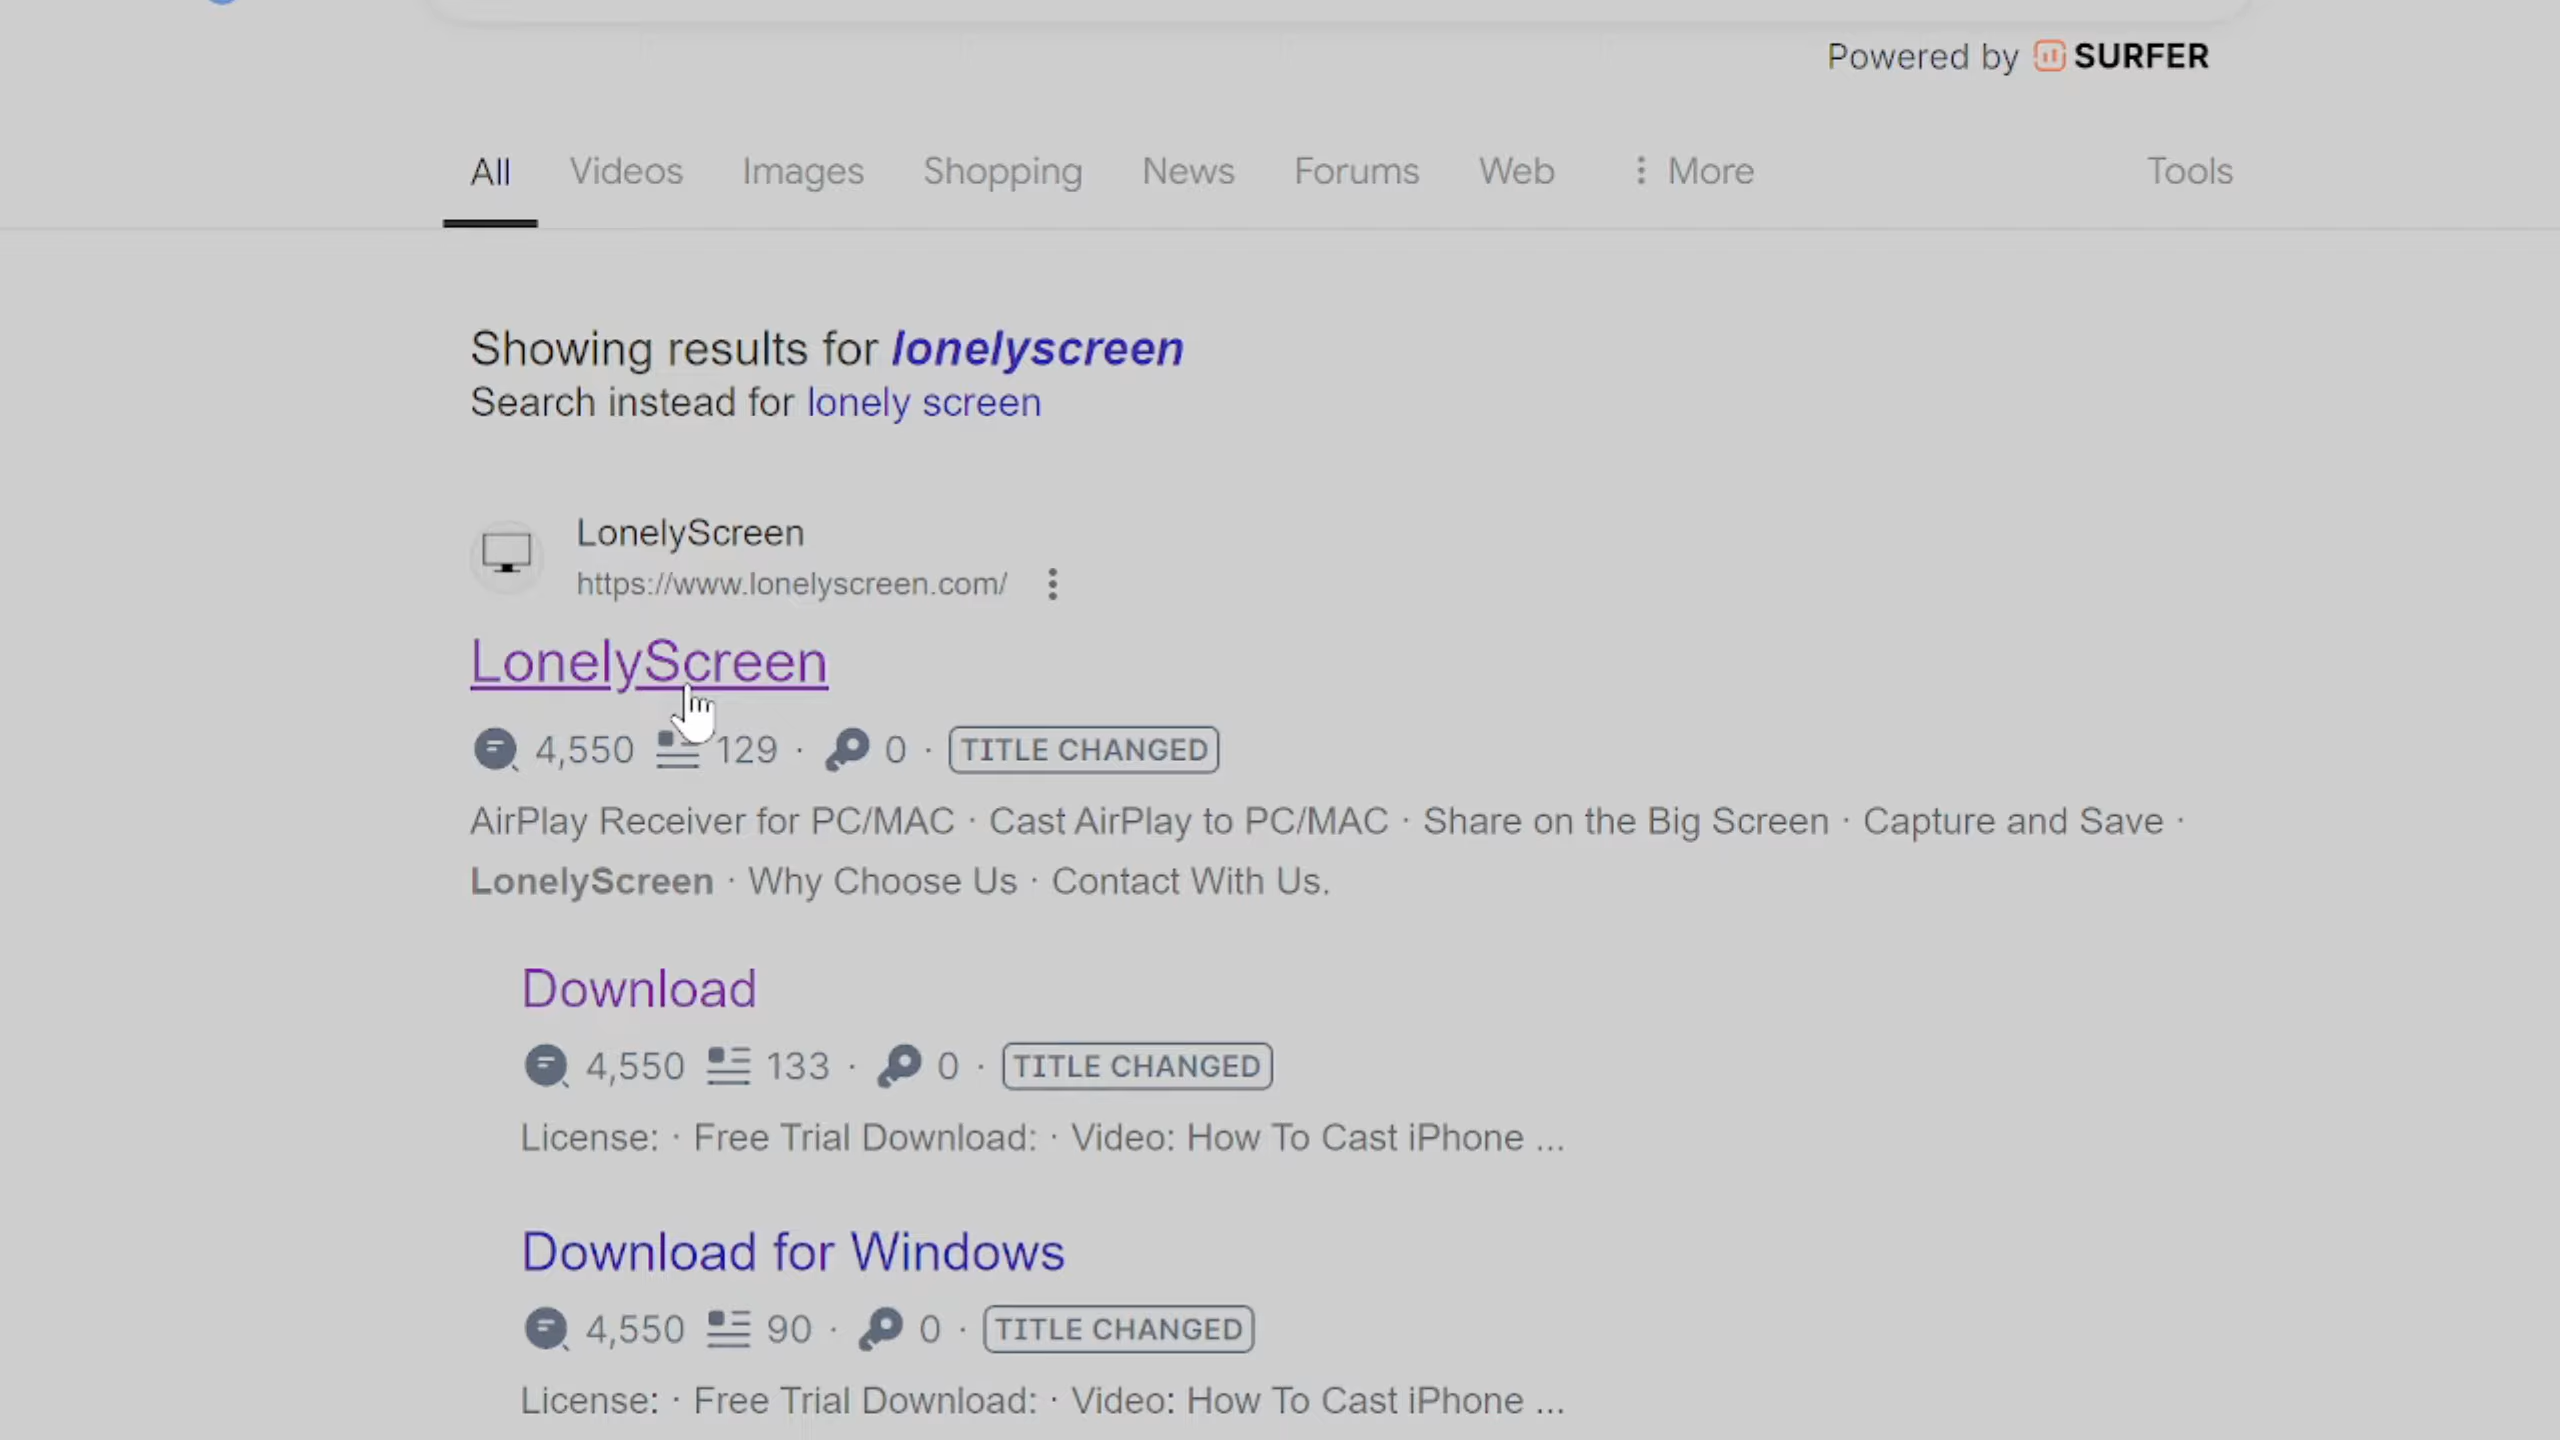 Powered by SURFER
All Videos Images Shopping News Forums Web More Tools
Showing results for lonelyscreen
Search instead for lonely screen
LonelyScreen
https://www.lonelyscreen.com/
LonelyScreen
4,550 129 · 0 · TITLE CHANGED
AirPlay Receiver for PC/MAC · Cast AirPlay to PC/MAC · Share on the Big Screen · Capture and Save ·
LonelyScreen · Why Choose Us · Contact With Us.
Download
4,550 133 · 0 · TITLE CHANGED
License: · Free Trial Download: · Video: How To Cast iPhone ...
Download for Windows
4,550 90 · 0 · TITLE CHANGED
License: · Free Trial Download: · Video: How To Cast iPhone ...